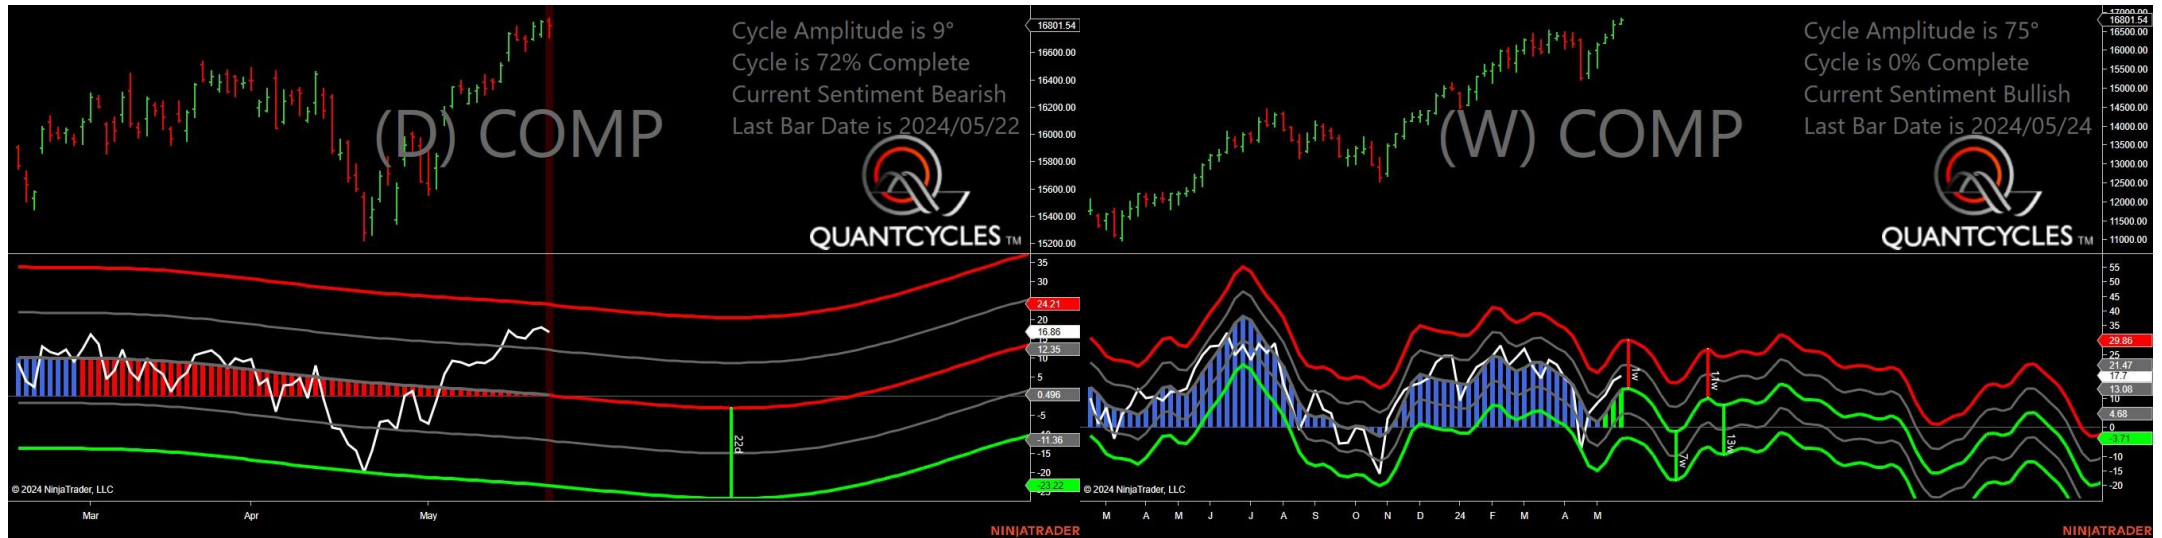 Cycle Amplitude is 9°
Cycle is 72% Complete
Current Sentiment Bearish
Last Bar Date is 2024/05/22
(D) COMP
QUANTCYCLES TM
16801.54
16600.00
16400.00
16200.00
16000.00
15800.00
15600.00
15400.00
15200.00
35
30
24.21
20
16.86
12.35
10
5
0.496
-5
-11.36
-15
-20
-23.22
22d
© 2024 NinjaTrader, LLC
Mar Apr May
NINJATRADER
Cycle Amplitude is 75°
Cycle is 0% Complete
Current Sentiment Bullish
Last Bar Date is 2024/05/24
(W) COMP
QUANTCYCLES TM
17000.00
16801.54
16500.00
16000.00
15500.00
15000.00
14500.00
14000.00
13500.00
13000.00
12500.00
12000.00
11500.00
11000.00
55
50
45
40
35
29.86
25
21.47
17.7
13.08
10
4.68
0
-3.71
-10
-15
-20
1w
11w
7w
13w
© 2024 NinjaTrader, LLC
M A M J J A S O N D 24 F M A M
NINJATRADER